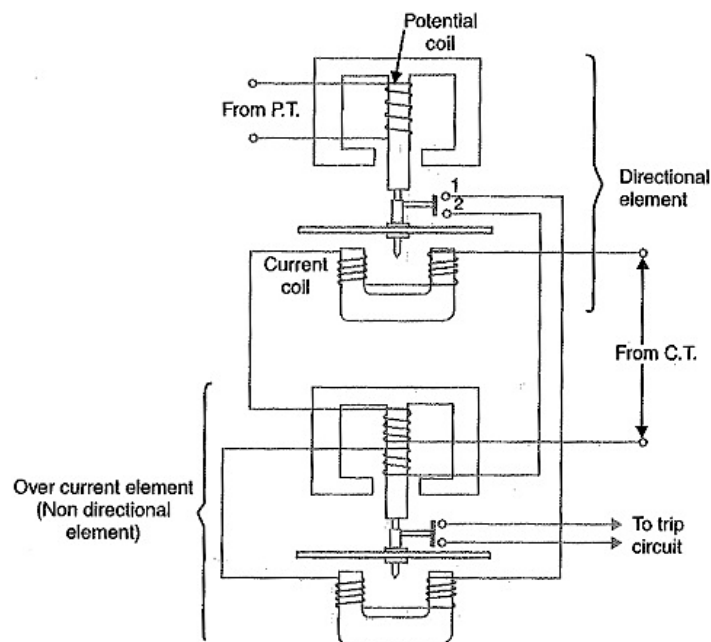 Potential
coil
From P.T.
1
2
Directional
element
Current
coil
From C.T.
Over current element
(Non directional
element)
To trip
circuit